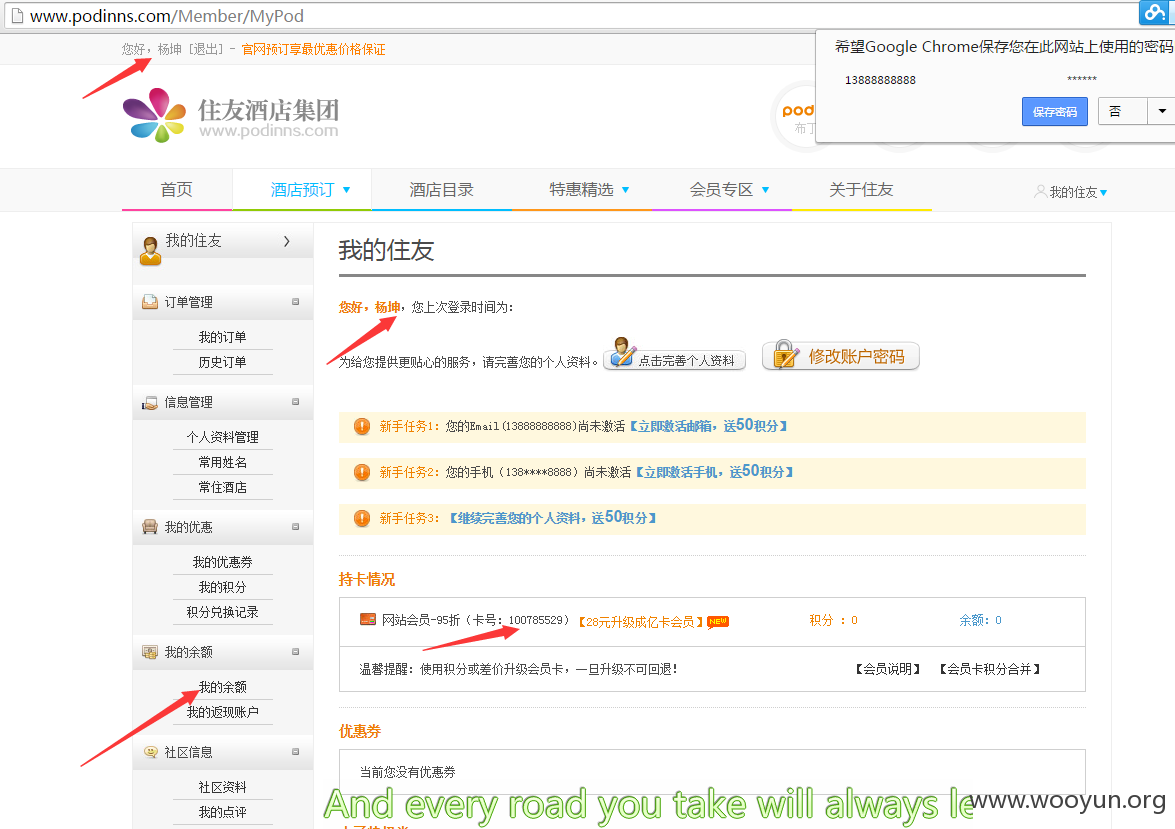 www.podinns.com/Member/MyPod
您好，杨坤 [退出] - 官网预订享最优惠价格保证
希望Google Chrome保存您在此网站上使用的密码
13888888888 ******
保存密码 否
住友酒店集团
www.podinns.com
pod
布丁
首页 酒店预订 酒店目录 特惠精选 会员专区 关于住友 我的住友
我的住友
订单管理
我的订单
历史订单
信息管理
个人资料管理
常用姓名
常住酒店
我的优惠
我的优惠券
我的积分
积分兑换记录
我的余额
我的余额
我的返现账户
社区信息
社区资料
我的点评
我的住友
您好，杨坤，您上次登录时间为：
为给您提供更贴心的服务，请完善您的个人资料。 点击完善个人资料 修改账户密码
新手任务1：您的Email(13888888888)尚未激活【立即激活邮箱，送50积分】
新手任务2：您的手机（138****8888）尚未激活【立即激活手机，送50积分】
新手任务3：【继续完善您的个人资料，送50积分】
持卡情况
网站会员-95折（卡号：100785529）【28元升级成亿卡会员】NEW 积分 ：0 余额：0
温馨提醒：使用积分或差价升级会员卡，一旦升级不可回退！ 【会员说明】 【会员卡积分合并】
优惠券
当前您没有优惠券
And every road you take will always le
www.wooyun.org